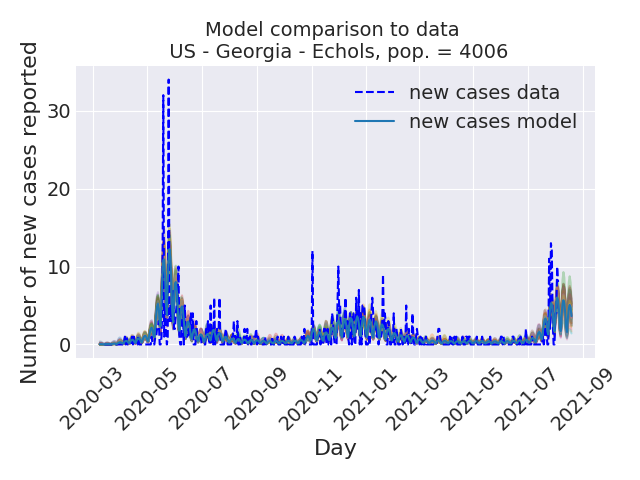 Model comparison to data
US - Georgia - Echols, pop. = 4006
Number of new cases reported
30
20
10
0
new cases data
new cases model
2020-03
2020-05
2020-07
2020-09
2020-11
2021-01
2021-03
2021-05
2021-07
2021-09
Day